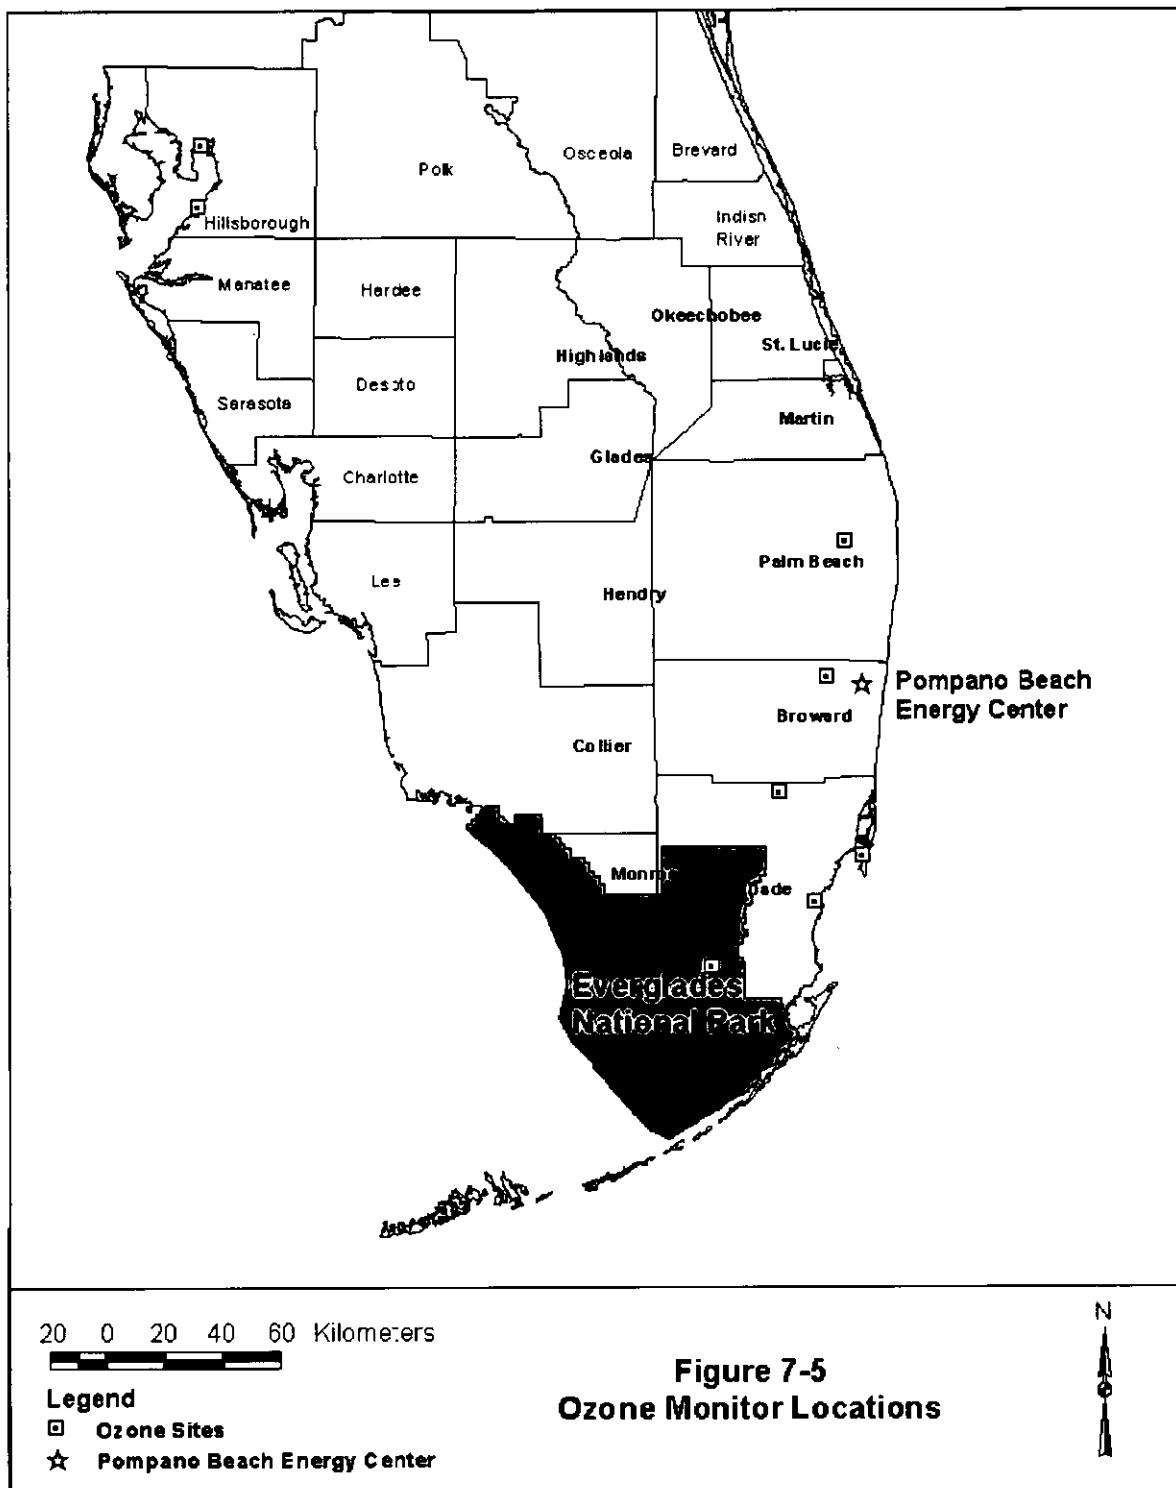 Osceola
Brevard
Polk
Indisn
River
Hillsborough
Manatee
Hardee
Okeechobee
St. Lucie
Highlands
Desoto
Sarasota
Martin
Glades
Charlotte
Palm Beach
Lee
Hendry
Pompano Beach
Energy Center
Broward
Collier
Monro
Dade
Everglades
National Park
20 0 20 40 60 Kilometers
N
Figure 7-5
Ozone Monitor Locations
Legend
Ozone Sites
Pompano Beach Energy Center